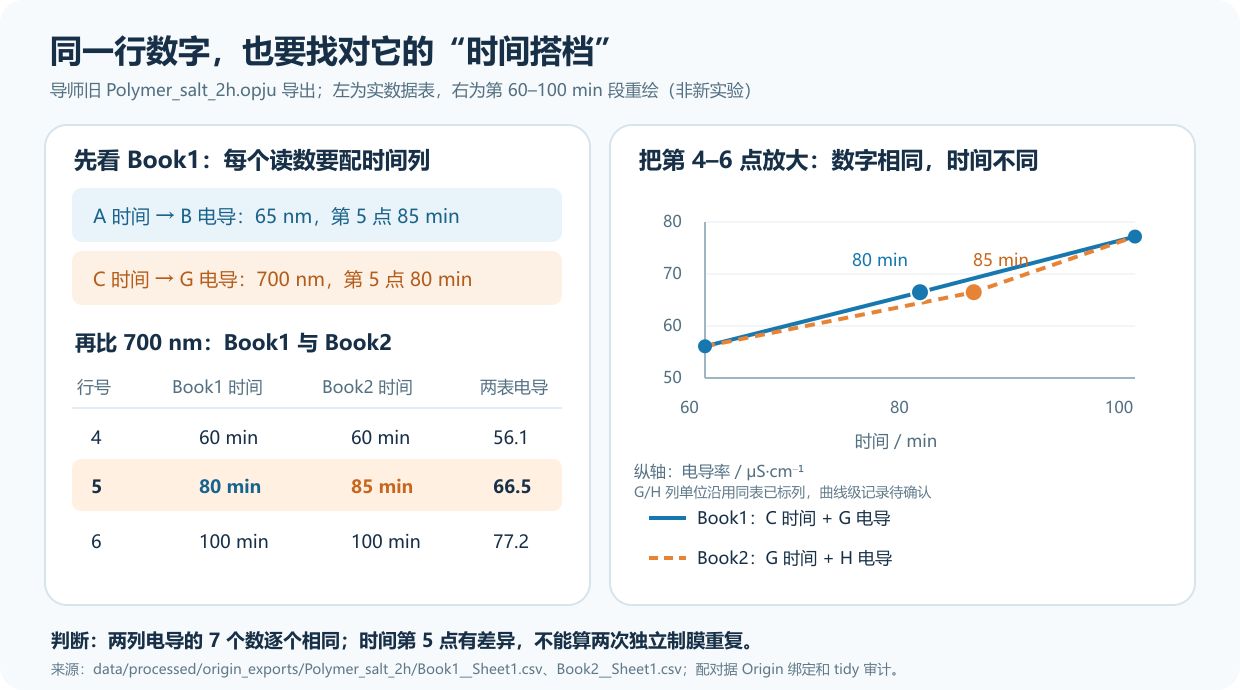 同一行数字，也要找对它的“时间搭档”
导师旧 Polymer_salt_2h.opju 导出；左为实数据表，右为第 60–100 min 段重绘（非新实验）
先看 Book1：每个读数要配时间列
A 时间 → B 电导：65 nm，第 5 点 85 min
C 时间 → G 电导：700 nm，第 5 点 80 min
再比 700 nm：Book1 与 Book2
行号 Book1 时间 Book2 时间 两表电导
4 60 min 60 min 56.1
5 80 min 85 min 66.5
6 100 min 100 min 77.2
把第 4–6 点放大：数字相同，时间不同
80
80 min 85 min
70
60
50
60 80 100
时间 / min
纵轴：电导率 / µS·cm⁻¹
G/H 列单位沿用同表已标列，曲线级记录待确认
Book1：C 时间 + G 电导
Book2：G 时间 + H 电导
判断：两列电导的 7 个数逐个相同；时间第 5 点有差异，不能算两次独立制膜重复。
来源：data/processed/origin_exports/Polymer_salt_2h/Book1__Sheet1.csv、Book2__Sheet1.csv；配对据 Origin 绑定和 tidy 审计。